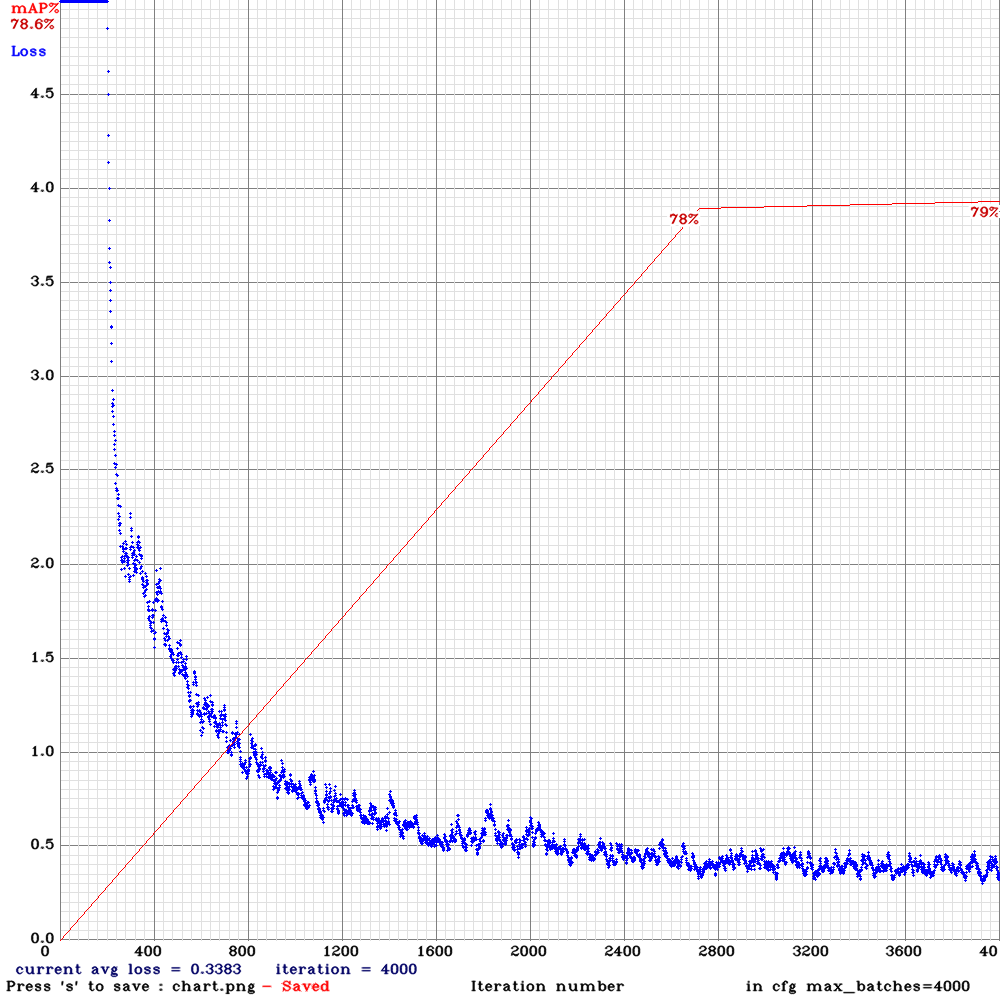 mAP%
78.6%
Loss
4.5
4.0
78%
79%
3.5
3.0
2.5
2.0
1.5
1.0
0.5
0.0
0 400 800 1200 1600 2000 2400 2800 3200 3600 40
current avg loss = 0.3383 iteration = 4000
Press 's' to save : chart.png - Saved Iteration number in cfg max_batches=4000